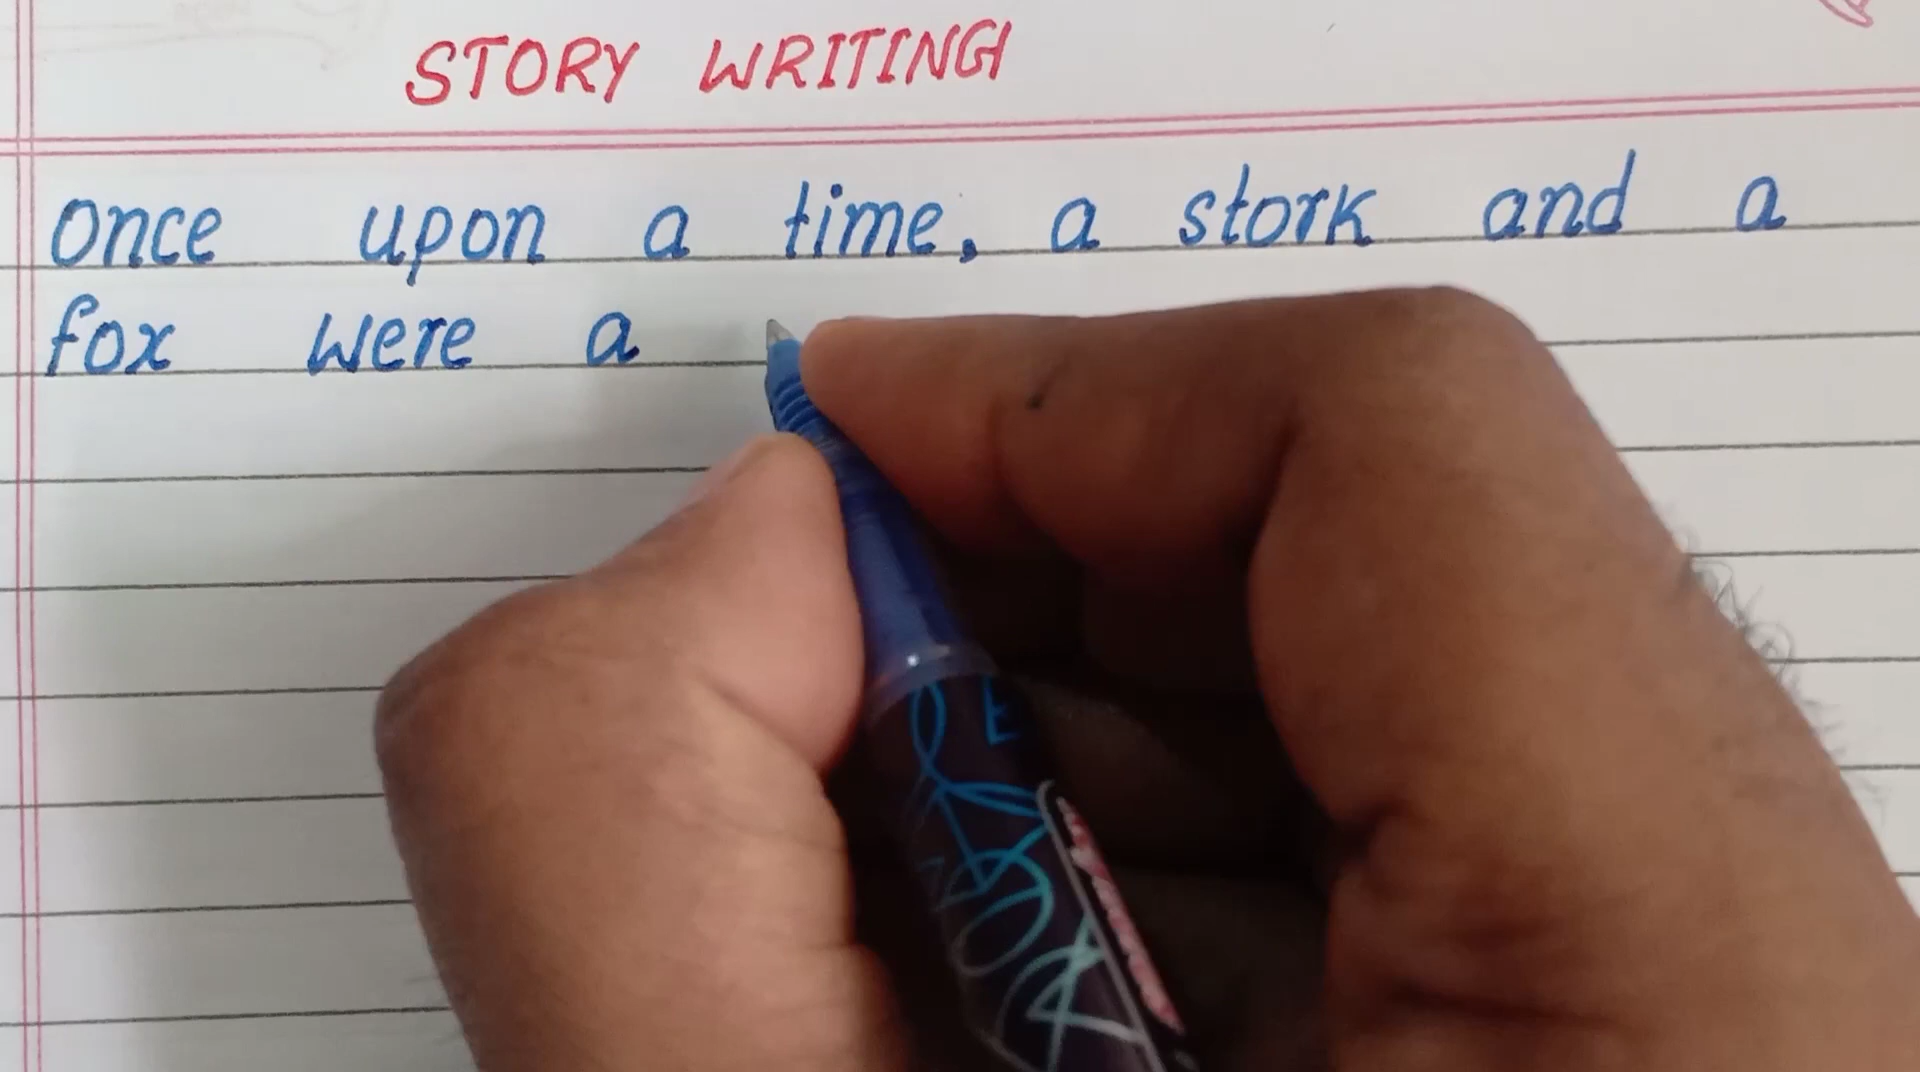 STORY WRITING
Once upon a time, a stork and a
fox were a